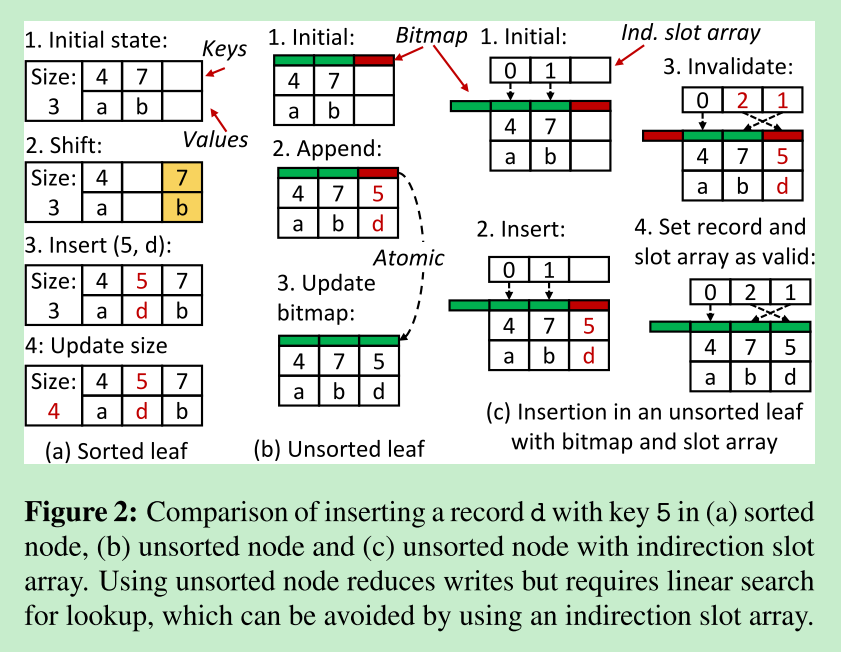 1. Initial state:
Keys
Size: 4 7
3 a b
Values
2. Shift:
Size: 4 7
3 a b
3. Insert (5, d):
Size: 4 5 7
3 a d b
4: Update size
Size: 4 5 7
4 a d b
(a) Sorted leaf
1. Initial:
Bitmap
4 7
a b
2. Append:
4 7 5
a b d
Atomic
3. Update
bitmap:
4 7 5
a b d
(b) Unsorted leaf
1. Initial:
Ind. slot array
0 1
4 7
a b
2. Insert:
0 1
4 7 5
a b d
3. Invalidate:
0 2 1
4 7 5
a b d
4. Set record and
slot array as valid:
0 2 1
4 7 5
a b d
(c) Insertion in an unsorted leaf
with bitmap and slot array
Figure 2: Comparison of inserting a record d with key 5 in (a) sorted
node, (b) unsorted node and (c) unsorted node with indirection slot
array. Using unsorted node reduces writes but requires linear search
for lookup, which can be avoided by using an indirection slot array.